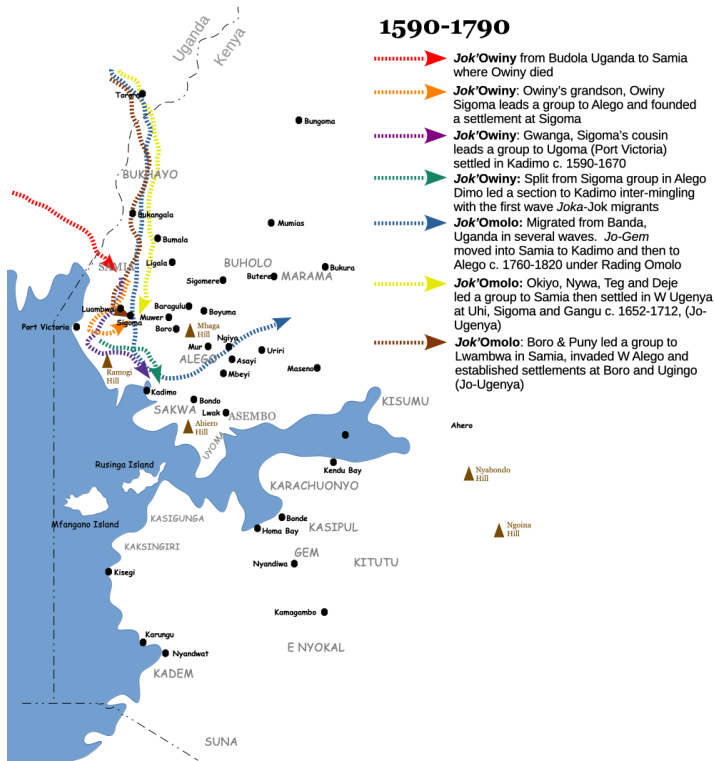 1590-1790
Uganda
Kenya
Jok’Owiny from Budola Uganda to Samia
where Owiny died
Jok’Owiny: Owiny’s grandson, Owiny
Sigoma leads a group to Alego and founded
a settlement at Sigoma
Jok’Owiny: Gwanga, Sigoma’s cousin
leads a group to Ugoma (Port Victoria)
settled in Kadimo c. 1590-1670
Jok’Owiny: Split from Sigoma group in Alego
Dimo led a section to Kadimo inter-mingling
with the first wave Joka-Jok migrants
Jok’Omolo: Migrated from Banda,
Uganda in several waves. Jo-Gem
moved into Samia to Kadimo and then to
Alego c. 1760-1820 under Rading Omolo
Jok’Omolo: Okiyo, Nywa, Teg and Deje
led a group to Samia then settled in W Ugenya
at Uhi, Sigoma and Gangu c. 1652-1712, (Jo-
Ugenya)
Jok’Omolo: Boro & Puny led a group to
Lwambwa in Samia, invaded W Alego and
established settlements at Boro and Ugingo
(Jo-Ugenya)
Tororo
Bungoma
BUKHAYO
Bukangala
Mumias
Bumala
SAMIA
Ligala
BUHOLO
Bukura
Sigomere
Butere
MARAMA
Luambwa
Baragulu
Boyuma
Sigoma
Muwer
Port Victoria
Boro
Mbaga
Hill
Ngiya
Mur
Uriri
ALEGO
Asayi
Ramogi
Hill
Mbeyi
Maseno
Kadimo
Bondo
SAKWA
Lwak
ASEMBO
KISUMU
Abiero
Hill
UYOMA
Ahero
Rusinga Island
Kendu Bay
Nyabondo
Hill
KARACHUONYO
Mfangano Island
KASIGUNGA
Bonde
Homa Bay
KASIPUL
Ngoina
Hill
KAKSINGIRI
GEM
Nyandiwa
KITUTU
Kisegi
Kamagambo
Karungu
Nyandwat
E NYOKAL
KADEM
SUNA